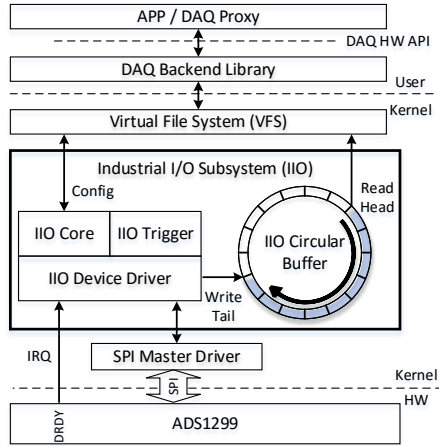 APP / DAQ Proxy
DAQ HW API
DAQ Backend Library
User
Kernel
Virtual File System (VFS)
Industrial I/O Subsystem (IIO)
Config
Read
Head
IIO Core
IIO Trigger
IIO Circular
Buffer
IIO Device Driver
Write
Tail
IRQ
SPI Master Driver
SPI
Kernel
HW
DRDY
ADS1299